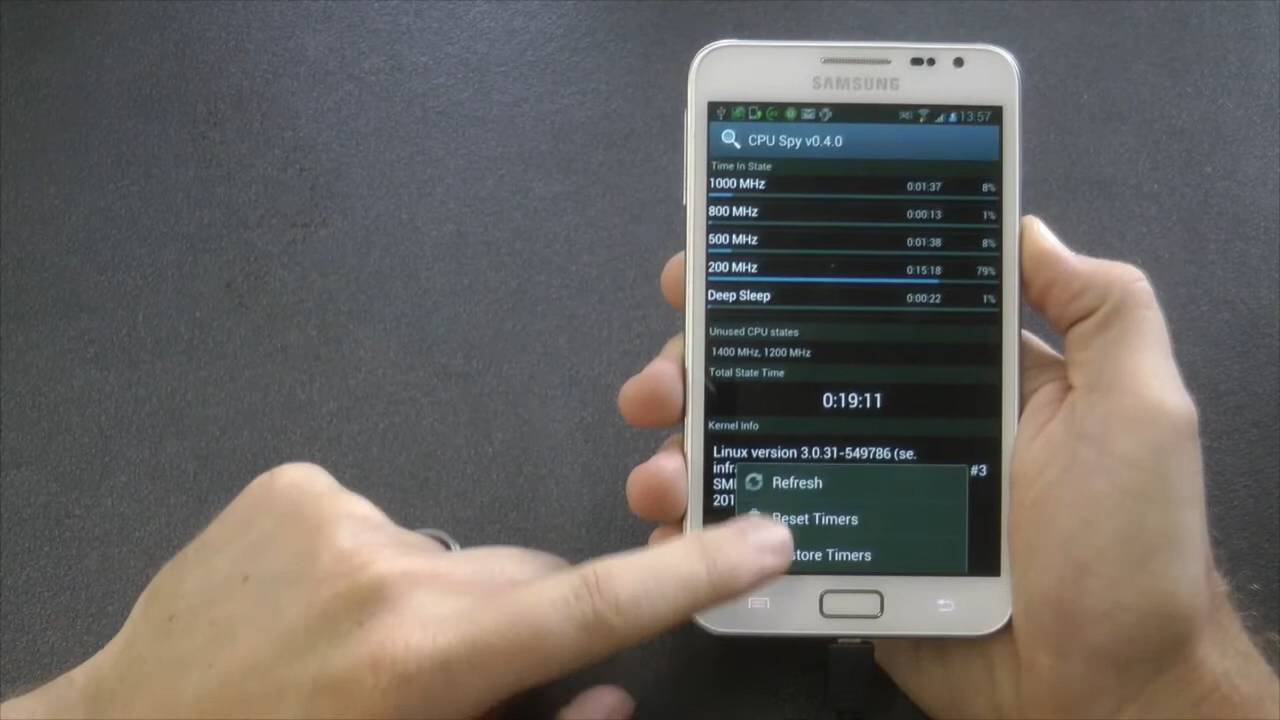 SAMSUNG
13:57
CPU Spy v0.4.0
Time In State
1000 MHz 0:01:37 8%
800 MHz 0:00:13 1%
500 MHz 0:01:38 8%
200 MHz 0:15:18 79%
Deep Sleep 0:00:22 1%
Unused CPU states
1400 MHz, 1200 MHz
Total State Time
0:19:11
Kernel Info
Linux version 3.0.31-549786 (se.
infr #3
SM
201
Refresh
Reset Timers
store Timers